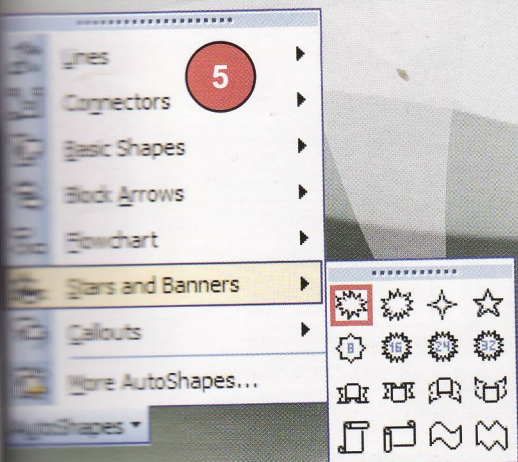 Lines
5
Connectors
Basic Shapes
Block Arrows
Flowchart
Stars and Banners
8 16 24 32
Callouts
More AutoShapes...
AutoShapes